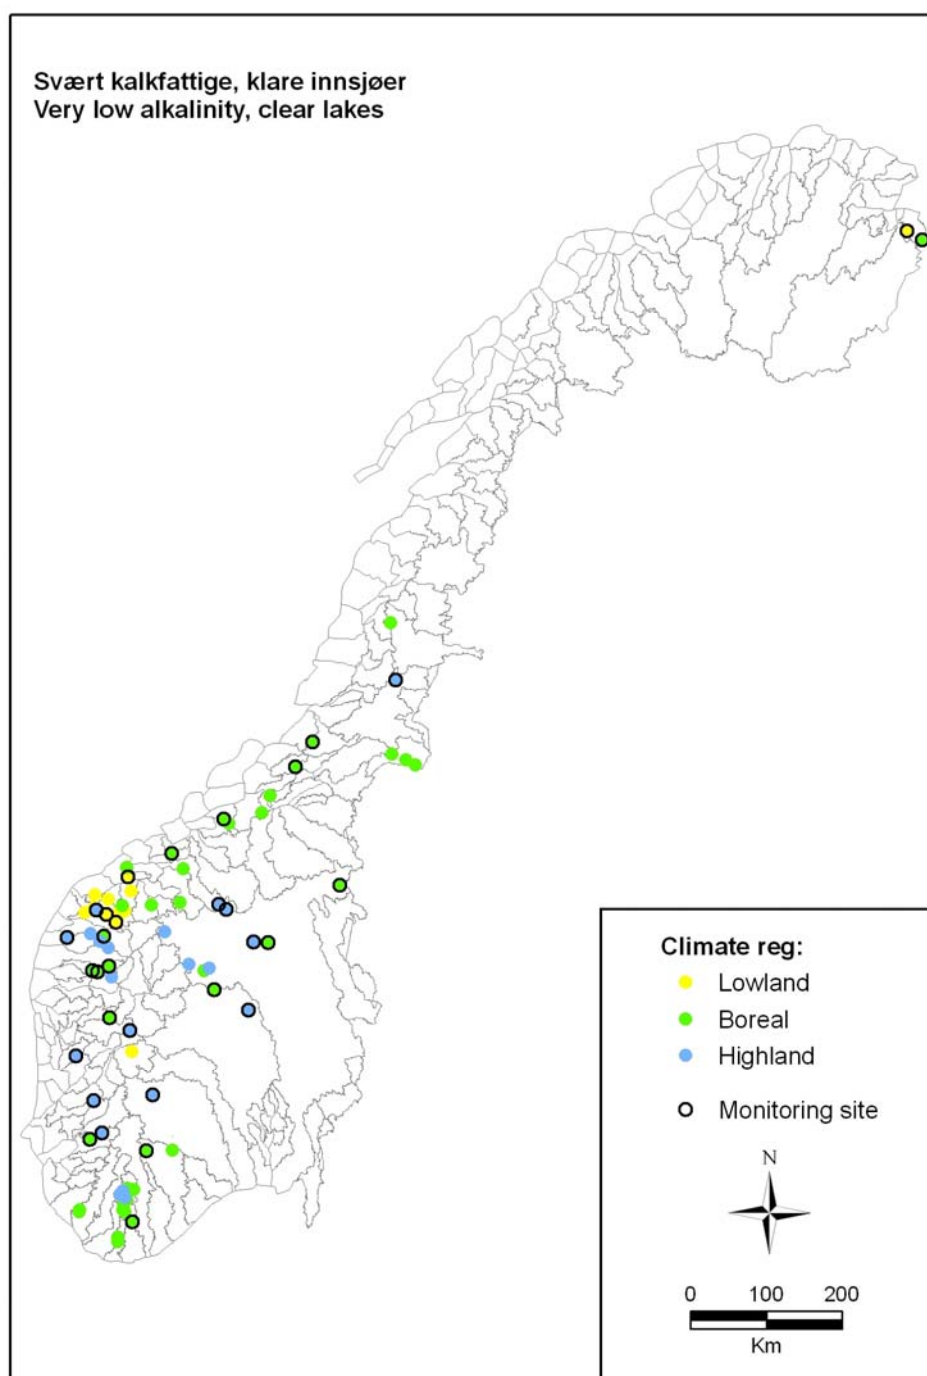 Svært kalkfattige, klare innsjøer
Very low alkalinity, clear lakes
Climate reg:
Lowland
Boreal
Highland
Monitoring site
N
0 100 200
Km